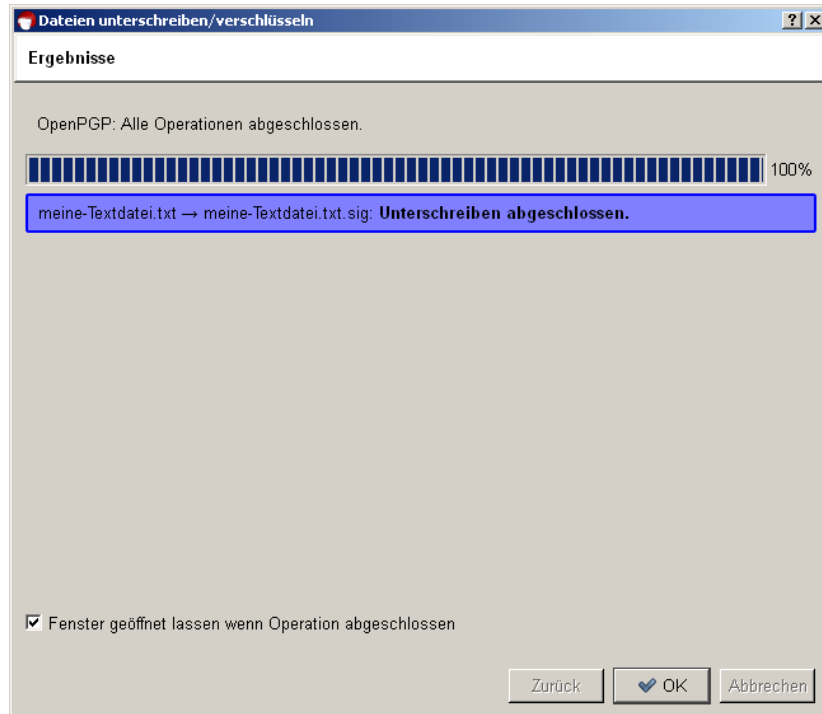 Dateien unterschreiben/verschlüsseln
Ergebnisse
OpenPGP: Alle Operationen abgeschlossen.
100%
meine-Textdatei.txt → meine-Textdatei.txt.sig: Unterschreiben abgeschlossen.
Fenster geöffnet lassen wenn Operation abgeschlossen
Zurück OK Abbrechen